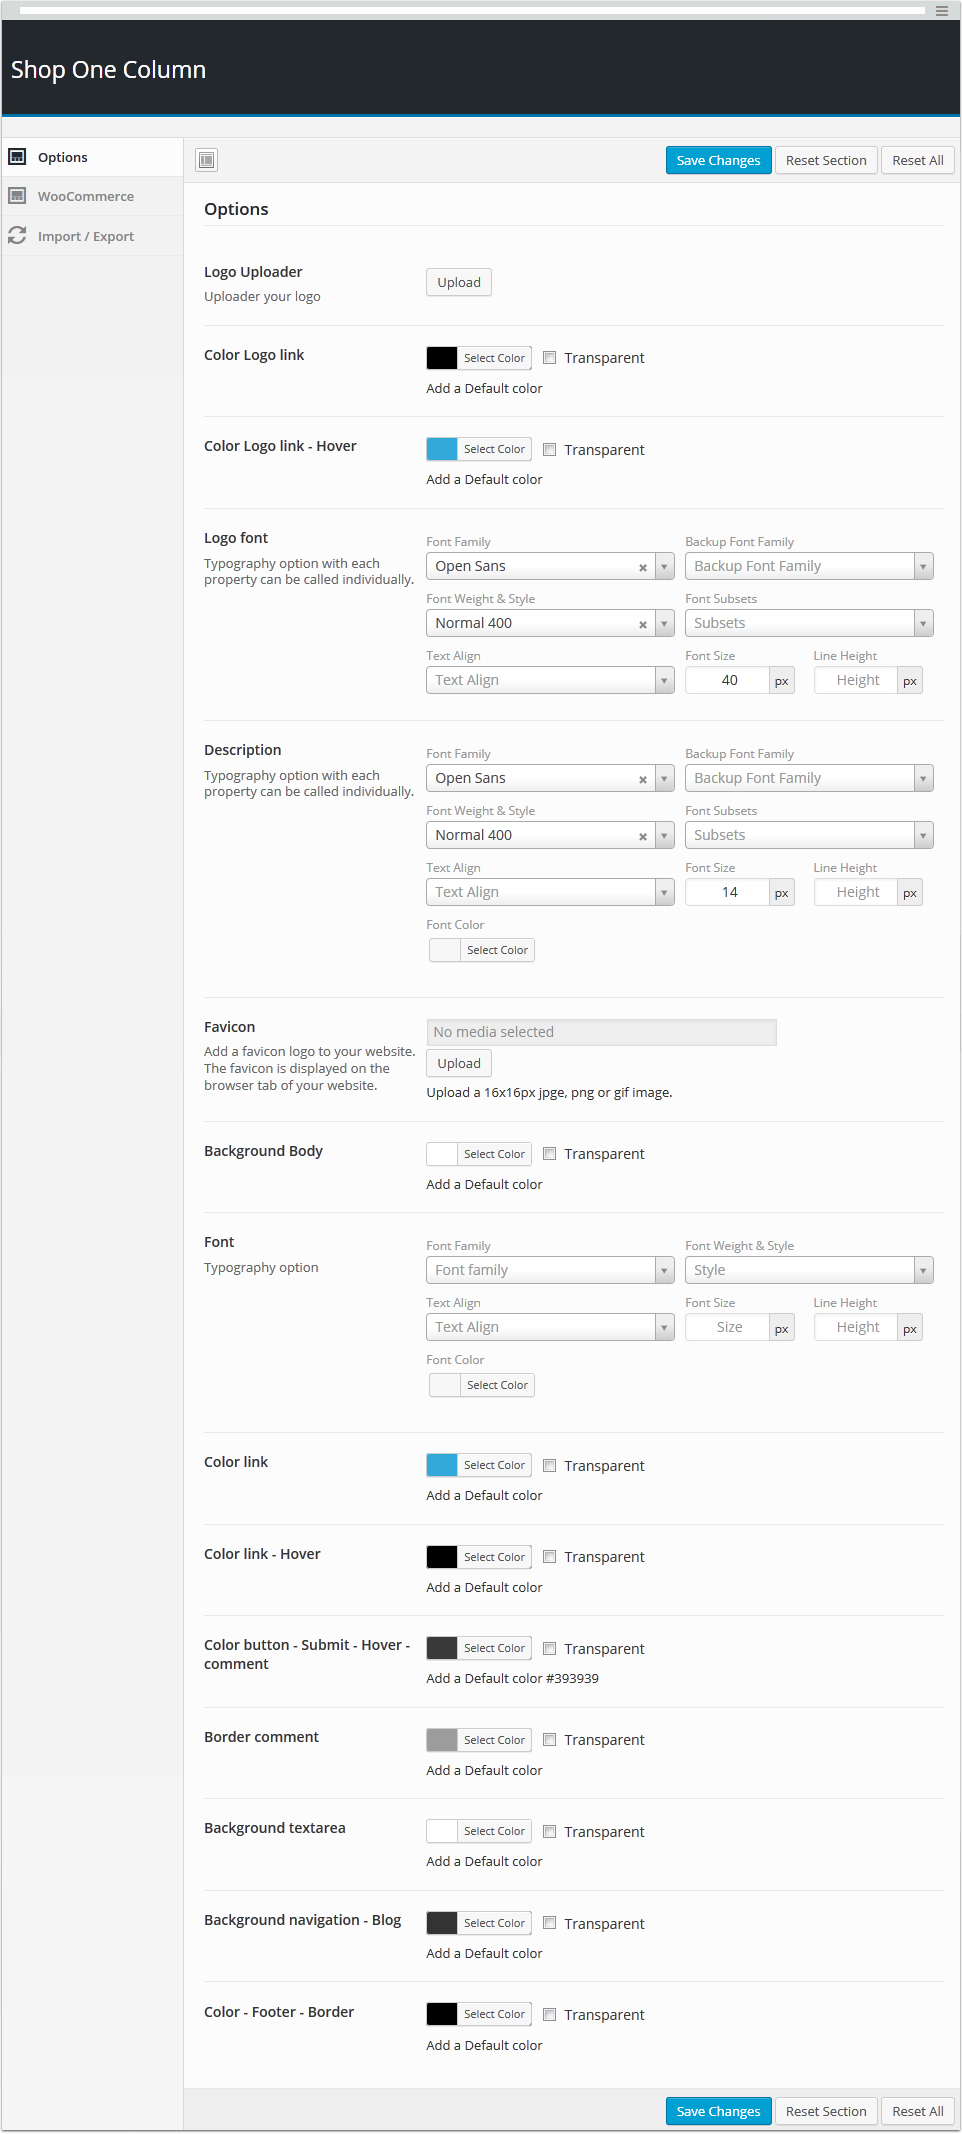 Shop One Column
Options
WooCommerce
Import / Export
Save Changes Reset Section Reset All
Options
Logo Uploader
Uploader your logo
Upload
Color Logo link
Select Color Transparent
Add a Default color
Color Logo link - Hover
Select Color Transparent
Add a Default color
Logo font
Typography option with each
property can be called individually.
Font Family Backup Font Family
Open Sans Backup Font Family
Font Weight & Style Font Subsets
Normal 400 Subsets
Text Align Font Size Line Height
Text Align 40 px Height px
Description
Typography option with each
property can be called individually.
Font Family Backup Font Family
Open Sans Backup Font Family
Font Weight & Style Font Subsets
Normal 400 Subsets
Text Align Font Size Line Height
Text Align 14 px Height px
Font Color
Select Color
Favicon
Add a favicon logo to your website.
The favicon is displayed on the
browser tab of your website.
No media selected
Upload
Upload a 16x16px jpge, png or gif image.
Background Body
Select Color Transparent
Add a Default color
Font
Typography option
Font Family Font Weight & Style
Font family Style
Text Align Font Size Line Height
Text Align Size px Height px
Font Color
Select Color
Color link
Select Color Transparent
Add a Default color
Color link - Hover
Select Color Transparent
Add a Default color
Color button - Submit - Hover -
comment
Select Color Transparent
Add a Default color #393939
Border comment
Select Color Transparent
Add a Default color
Background textarea
Select Color Transparent
Add a Default color
Background navigation - Blog
Select Color Transparent
Add a Default color
Color - Footer - Border
Select Color Transparent
Add a Default color
Save Changes Reset Section Reset All